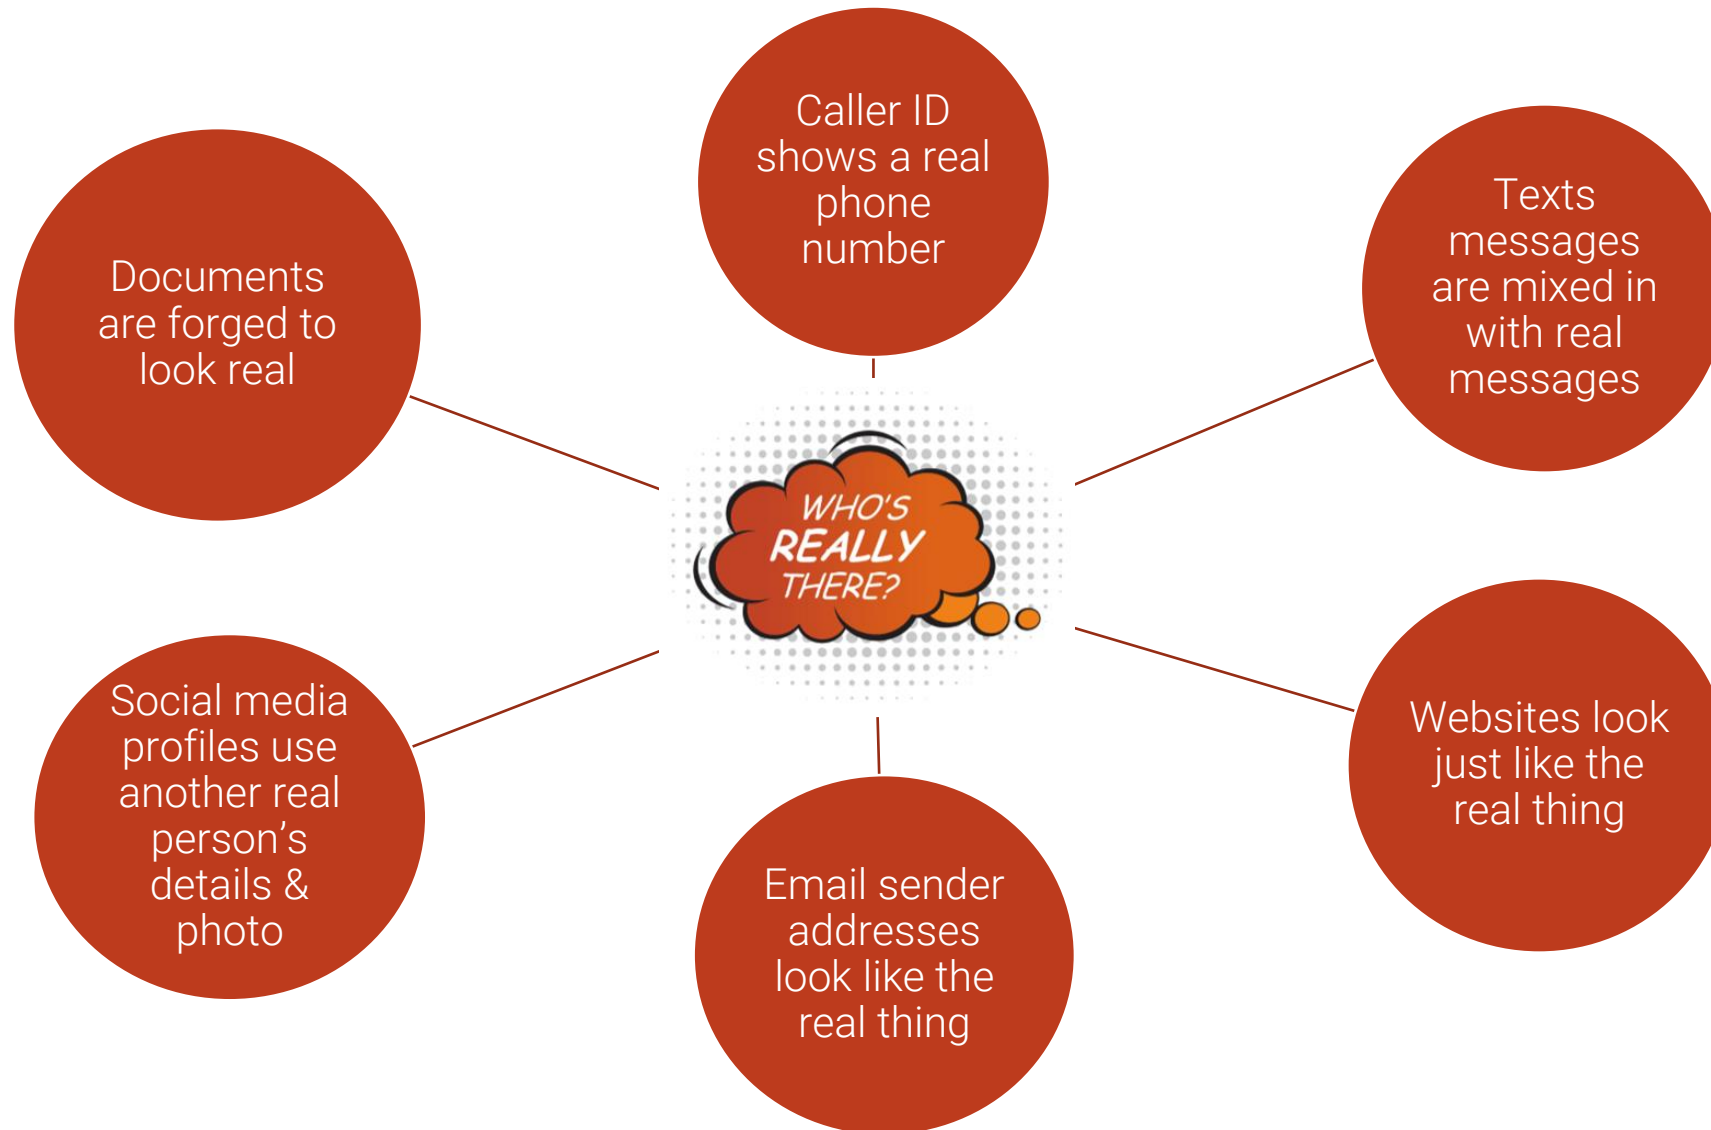 Caller ID
shows a real
phone
number
Texts
messages
are mixed in
with real
messages
Documents
are forged to
look real
WHO'S
REALLY
THERE?
Social media
profiles use
another real
person’s
details &
photo
Websites look
just like the
real thing
Email sender
addresses
look like the
real thing